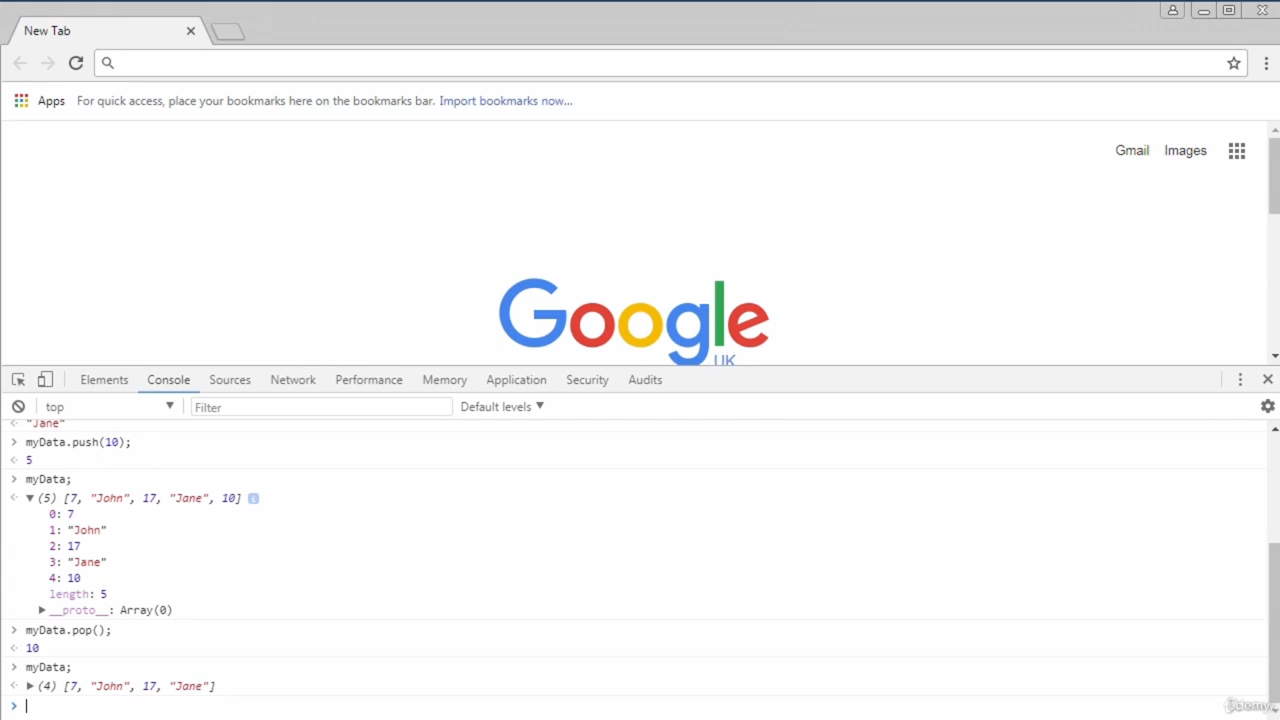 New Tab
Apps For quick access, place your bookmarks here on the bookmarks bar. Import bookmarks now...
Gmail Images
Google
UK
Elements Console Sources Network Performance Memory Application Security Audits
top Filter Default levels
"Jane"
myData.push(10);
5
myData;
(5) [7, "John", 17, "Jane", 10]
0: 7
1: "John"
2: 17
3: "Jane"
4: 10
length: 5
__proto__: Array(0)
myData.pop();
10
myData;
(4) [7, "John", 17, "Jane"]
Udemy